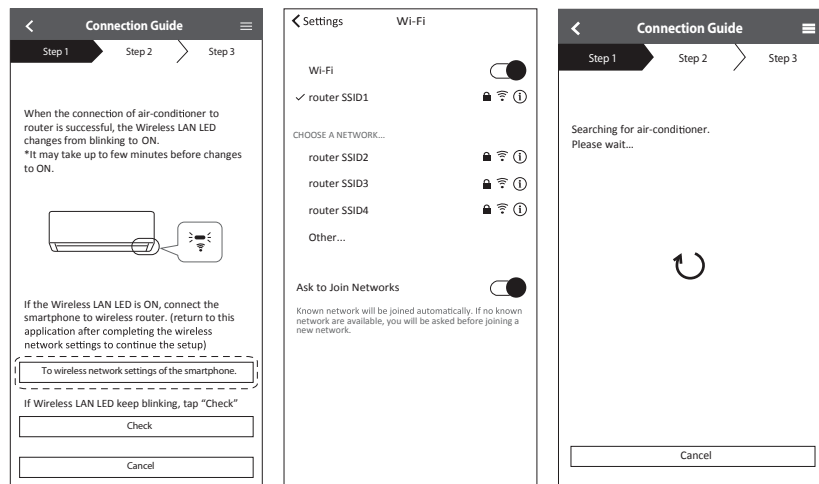 Connection Guide
Step 1
Step 2
Step 3
When the connection of air-conditioner to
router is successful, the Wireless LAN LED
changes from blinking to ON.
*It may take up to few minutes before changes
to ON.
If the Wireless LAN LED is ON, connect the
smartphone to wireless router. (return to this
application after completing the wireless
network settings to continue the setup)
To wireless network settings of the smartphone.
If Wireless LAN LED keep blinking, tap “Check”
Check
Cancel
Settings
Wi-Fi
Wi-Fi
router SSID1
CHOOSE A NETWORK...
router SSID2
router SSID3
router SSID4
Other...
Ask to Join Networks
Known network will be joined automatically. If no known
network are available, you will be asked before joining a
new network.
Connection Guide
Step 1
Step 2
Step 3
Searching for air-conditioner.
Please wait...
Cancel